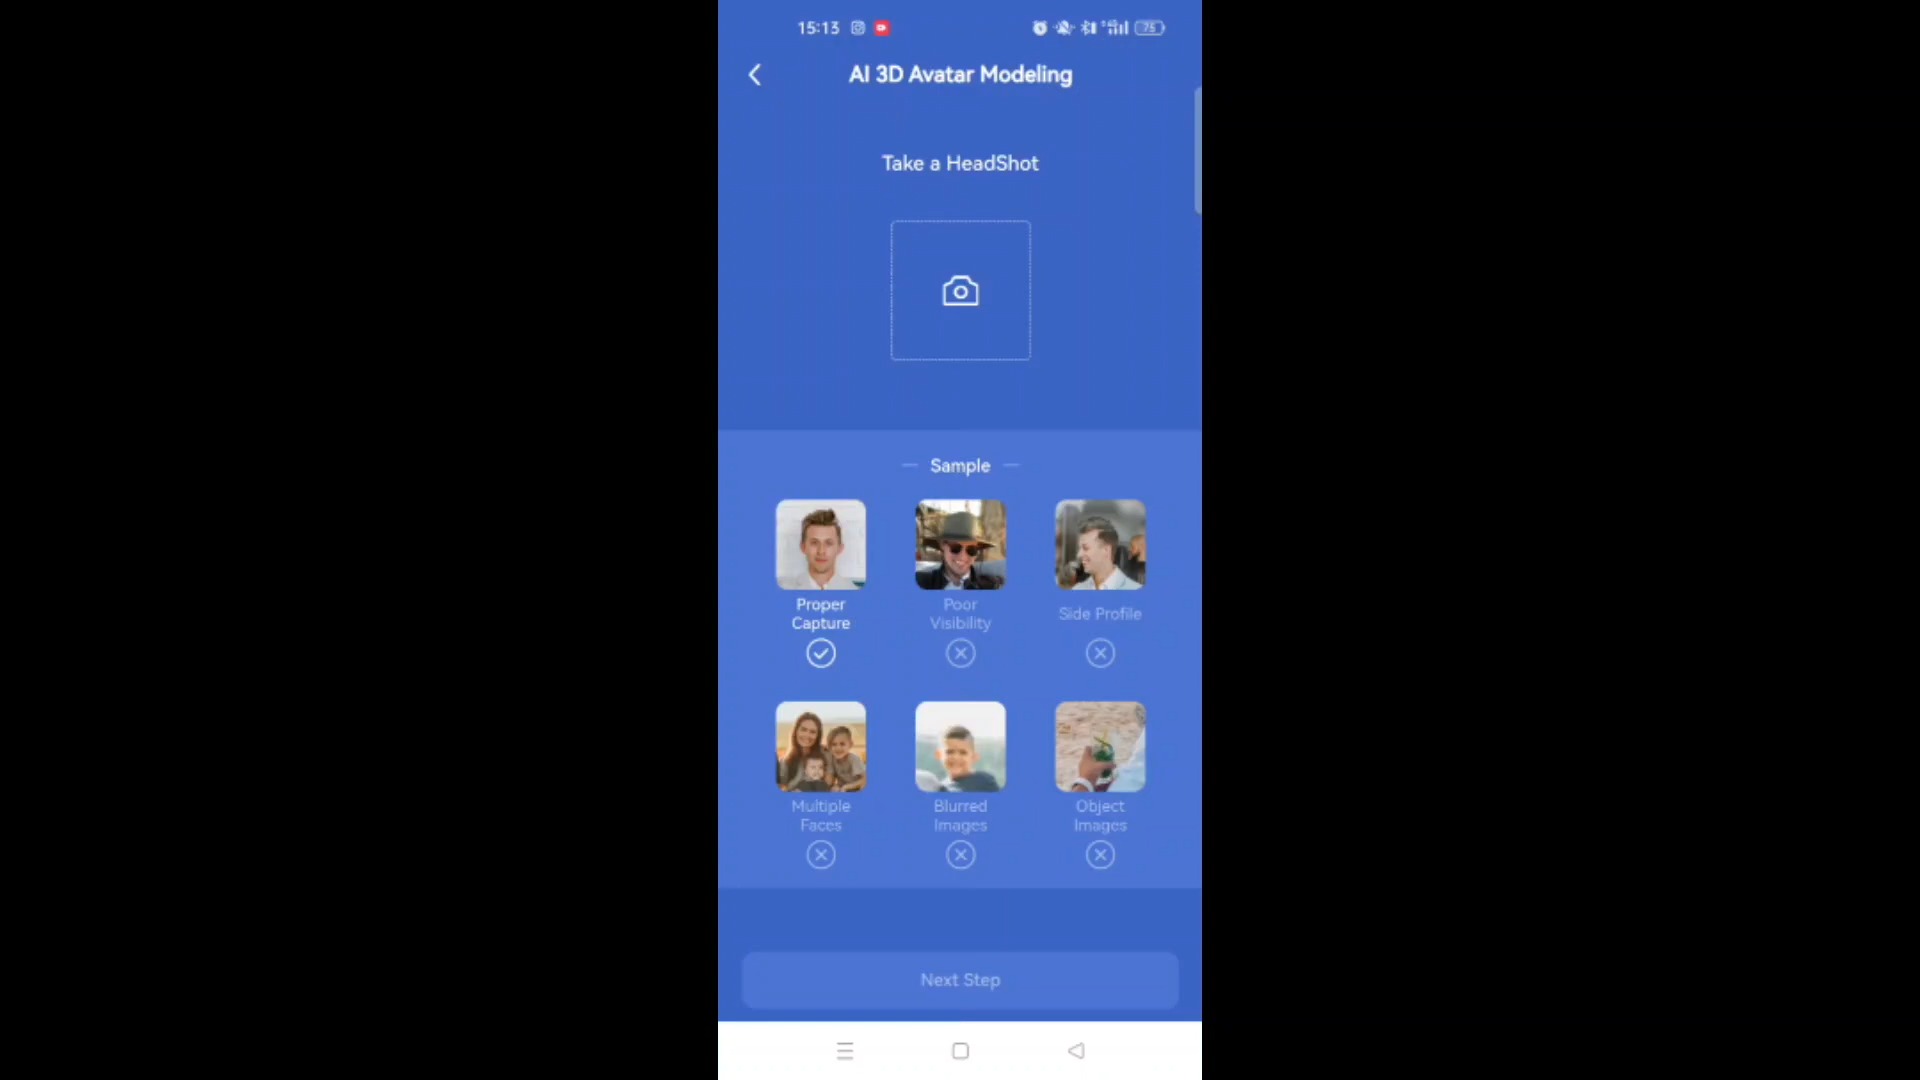 15:13
75
AI 3D Avatar Modeling
Take a HeadShot
Sample
Proper
Capture
Poor
Visibility
Side Profile
Multiple
Faces
Blurred
Images
Object
Images
Next Step